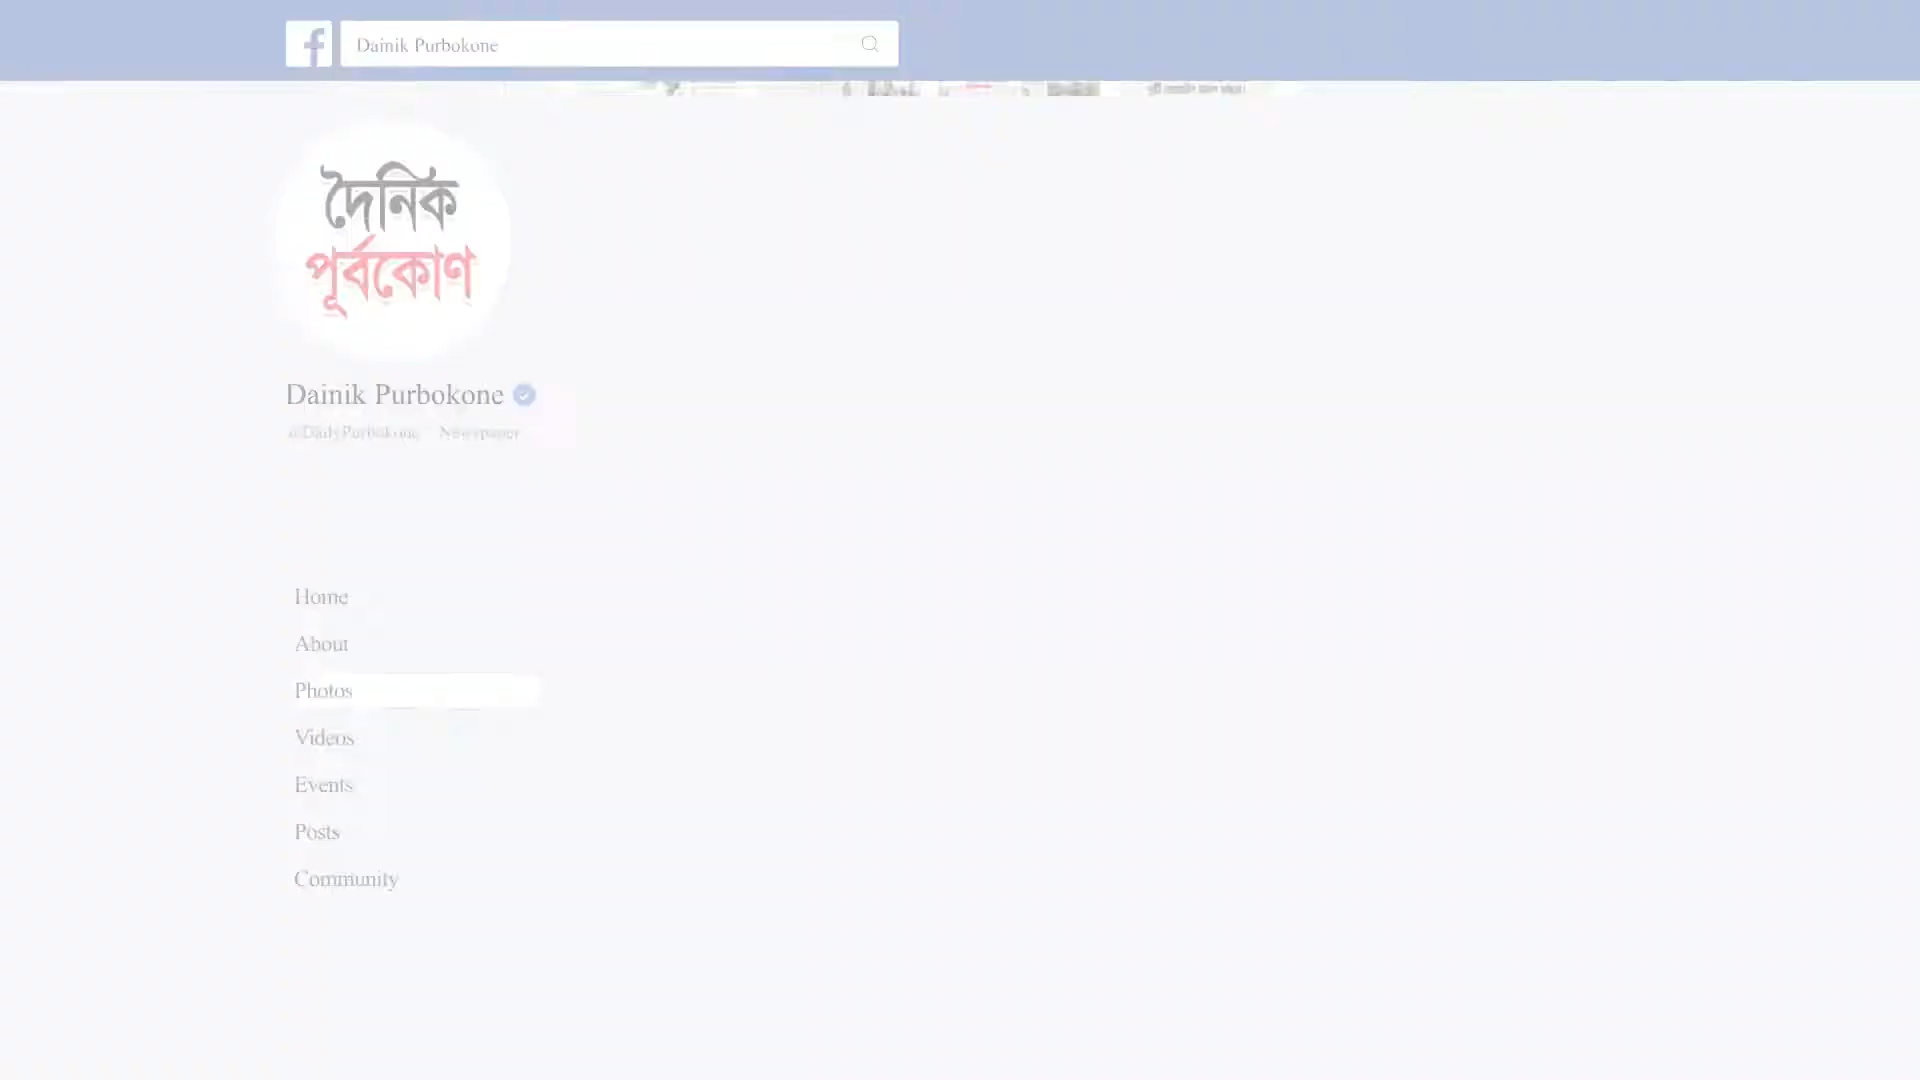 Dainik Purbokone
দৈনিক
পূর্বকোণ
Dainik Purbokone
@DailyPurbokone Newspaper
Home
About
Photos
Videos
Events
Posts
Community